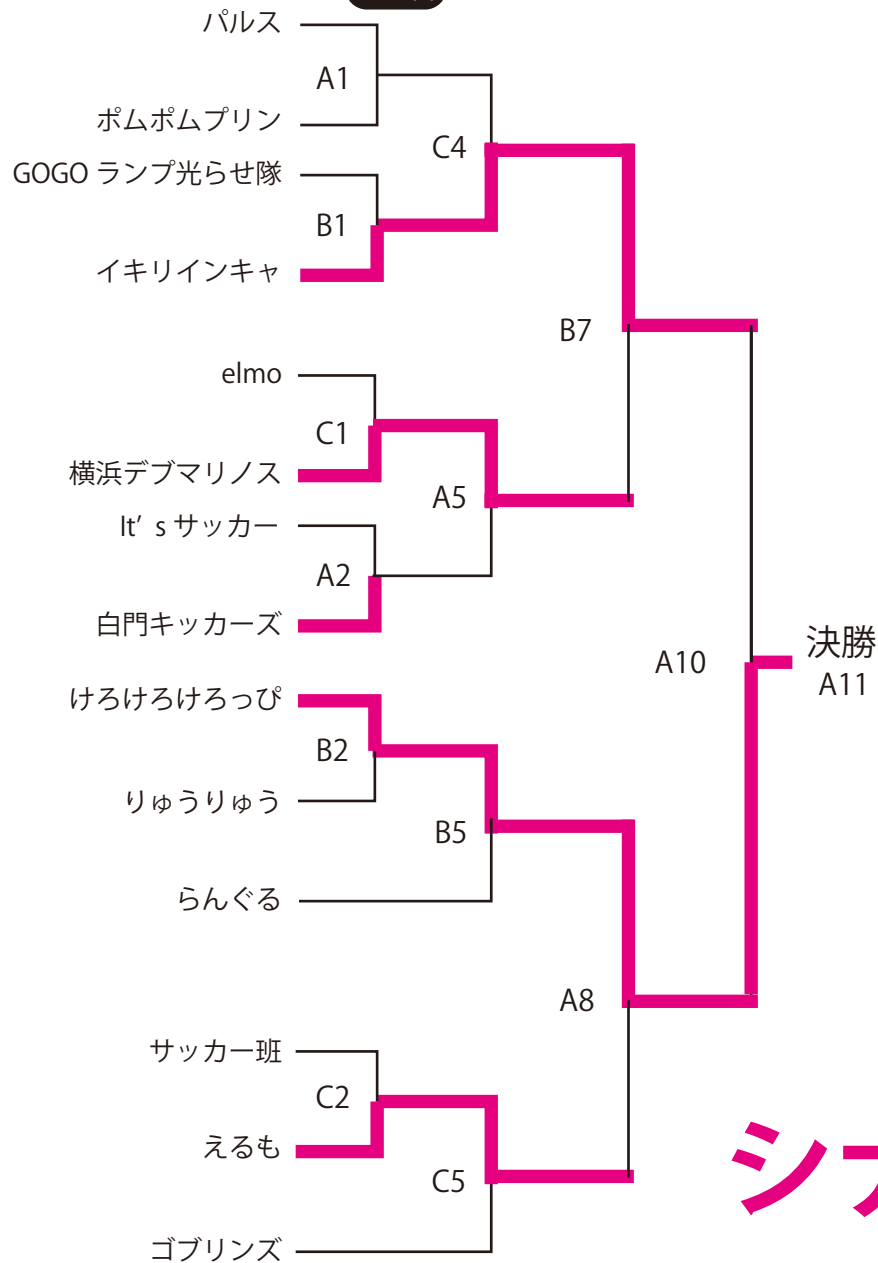 パルス
A1
ポムポムプリン
C4
GOGO ランプ光らせ隊
B1
イキリインキャ
B7
elmo
C1
横浜デブマリノス
A5
It’s サッカー
A2
白門キッカーズ
A10
決勝
A11
けろけろけろっぴ
B2
りゅうりゅう
B5
らんぐる
A8
サッカー班
C2
えるも
C5
ゴブリンズ
シ